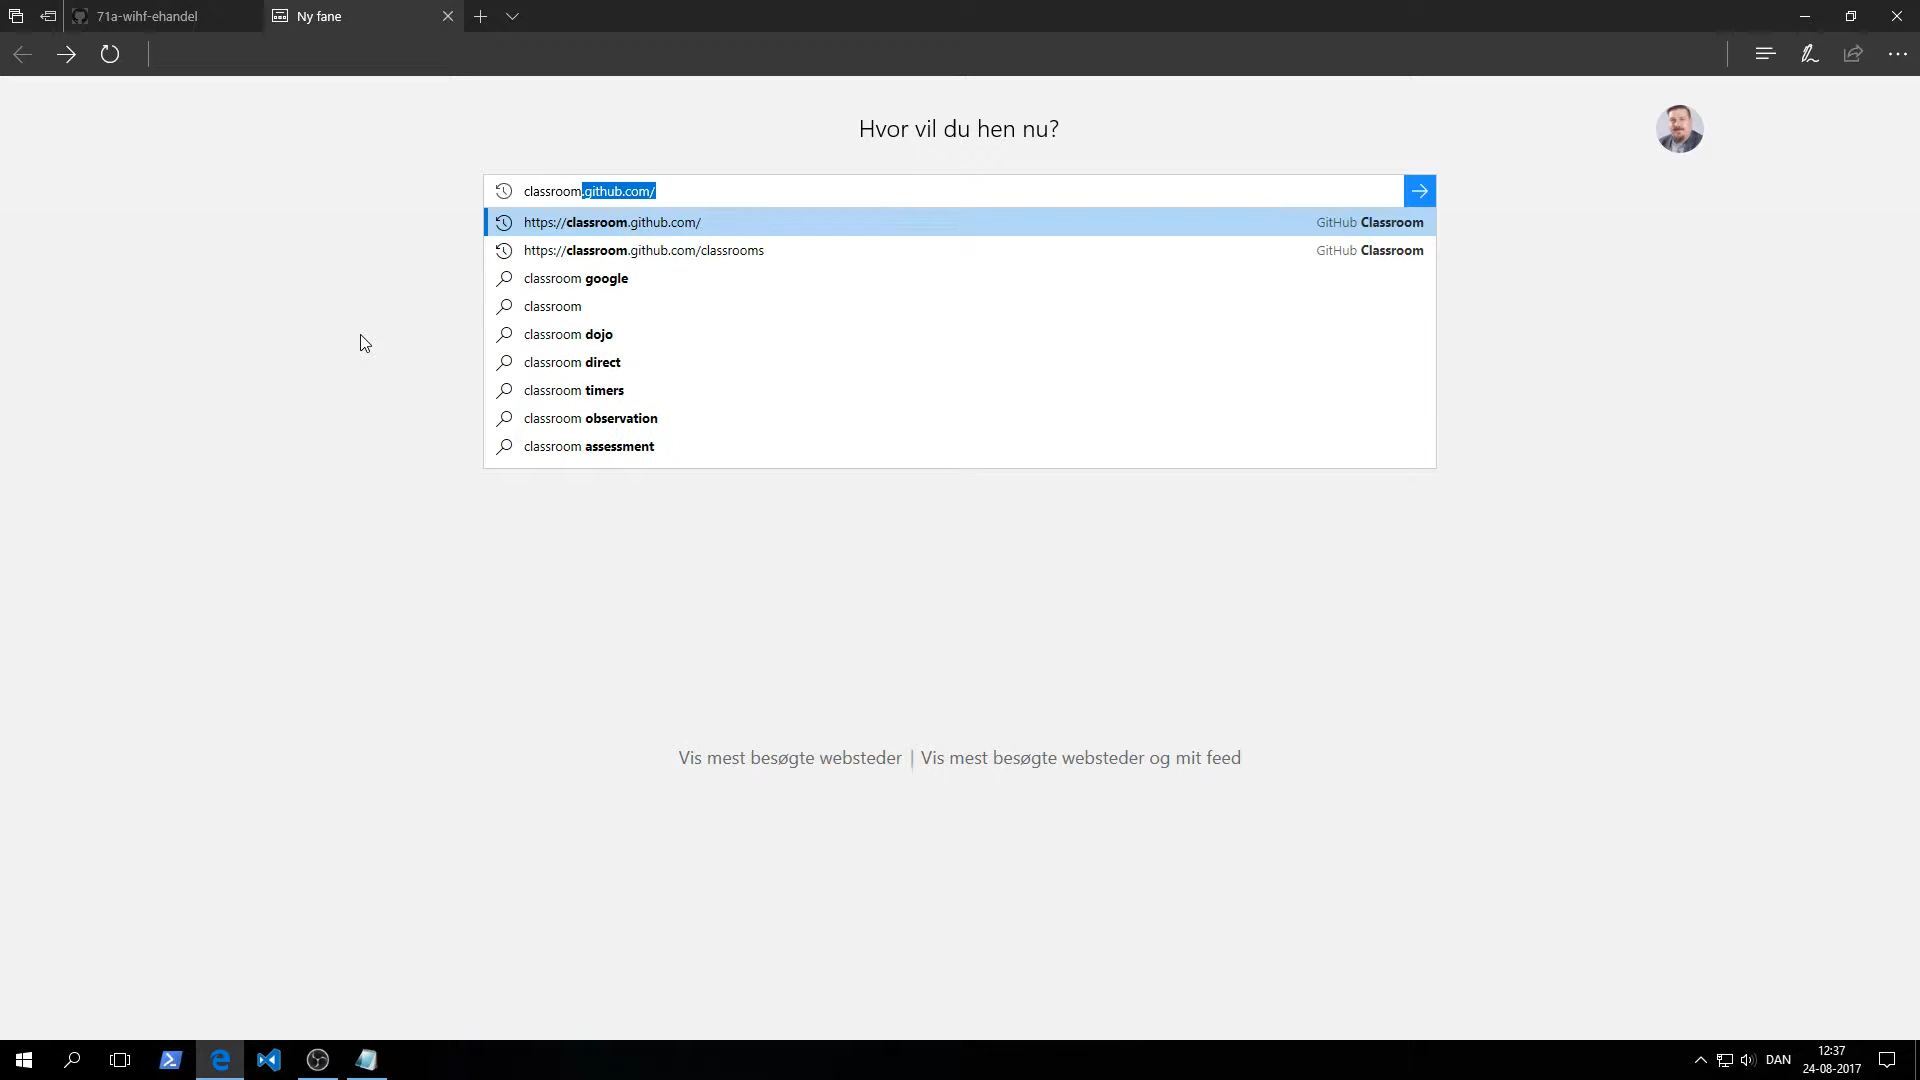 71a-wihf-ehandel
Ny fane
Hvor vil du hen nu?
classroom.github.com/
https://classroom.github.com/ GitHub Classroom
https://classroom.github.com/classrooms GitHub Classroom
classroom google
classroom
classroom dojo
classroom direct
classroom timers
classroom observation
classroom assessment
Vis mest besøgte websteder | Vis mest besøgte websteder og mit feed
DAN
12:37
24-08-2017